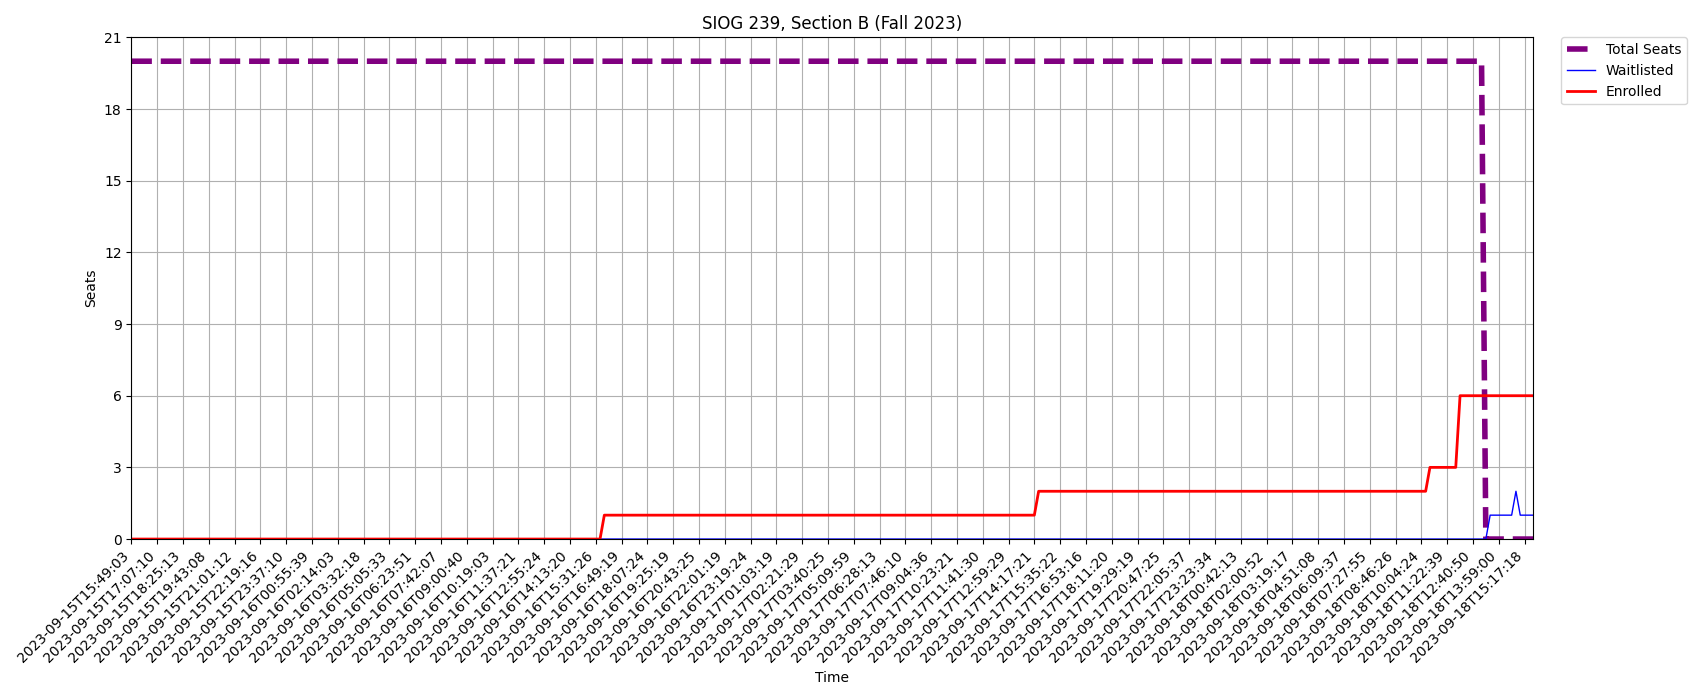 SIOG 239, Section B (Fall 2023)
Total Seats
Waitlisted
Enrolled
21
18
15
12
9
6
3
0
Seats
2023-09-15T15:49:03
2023-09-15T17:07:10
2023-09-15T18:25:13
2023-09-15T19:43:08
2023-09-15T21:01:12
2023-09-15T22:19:16
2023-09-15T23:37:10
2023-09-16T00:55:39
2023-09-16T02:14:03
2023-09-16T03:32:18
2023-09-16T05:05:33
2023-09-16T06:23:51
2023-09-16T07:42:07
2023-09-16T09:00:40
2023-09-16T10:19:03
2023-09-16T11:37:21
2023-09-16T12:55:24
2023-09-16T14:13:20
2023-09-16T15:31:26
2023-09-16T16:49:19
2023-09-16T18:07:24
2023-09-16T19:25:19
2023-09-16T20:43:25
2023-09-16T22:01:19
2023-09-16T23:19:24
2023-09-17T01:03:19
2023-09-17T02:21:29
2023-09-17T03:40:25
2023-09-17T05:09:59
2023-09-17T06:28:13
2023-09-17T07:46:10
2023-09-17T09:04:36
2023-09-17T10:23:21
2023-09-17T11:41:30
2023-09-17T12:59:29
2023-09-17T14:17:21
2023-09-17T15:35:22
2023-09-17T16:53:16
2023-09-17T18:11:20
2023-09-17T19:29:19
2023-09-17T20:47:25
2023-09-17T22:05:37
2023-09-17T23:23:34
2023-09-18T00:42:13
2023-09-18T02:00:52
2023-09-18T03:19:17
2023-09-18T04:51:08
2023-09-18T06:09:37
2023-09-18T07:27:55
2023-09-18T08:46:26
2023-09-18T10:04:24
2023-09-18T11:22:39
2023-09-18T12:40:50
2023-09-18T13:59:00
2023-09-18T15:17:18
Time